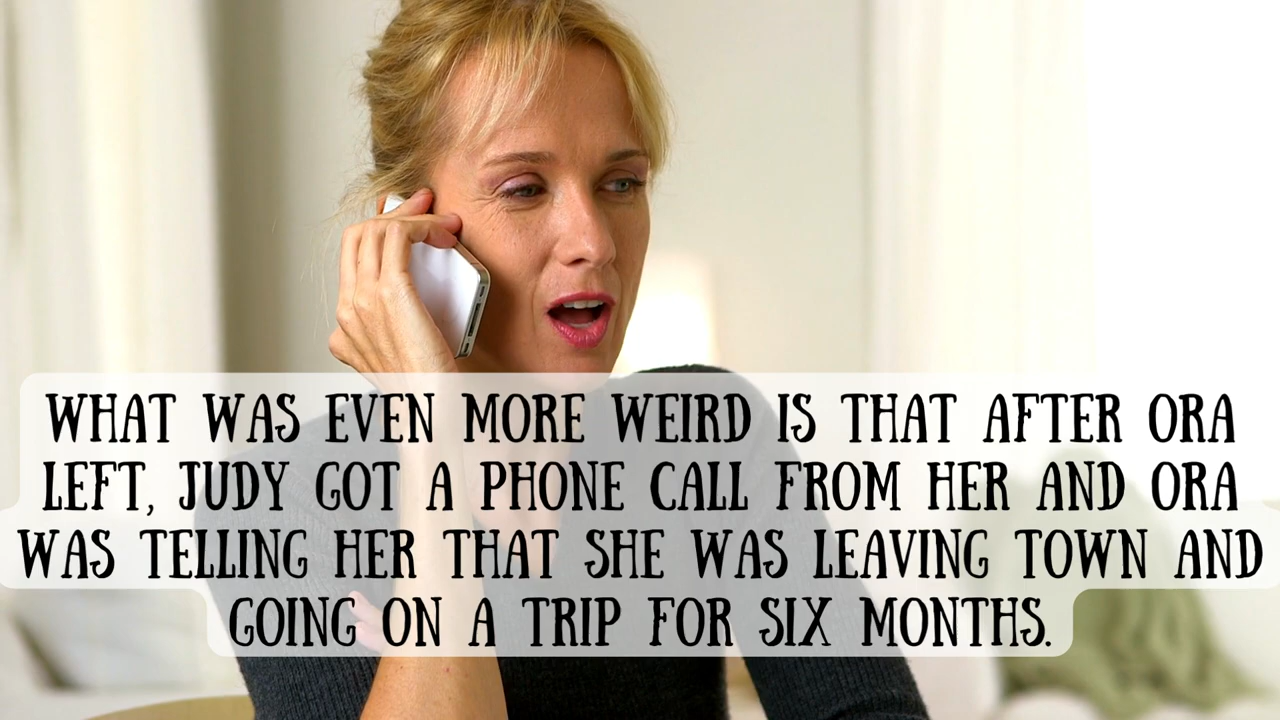 WHAT WAS EVEN MORE WEIRD IS THAT AFTER ORA
LEFT, JUDY GOT A PHONE CALL FROM HER AND ORA
WAS TELLING HER THAT SHE WAS LEAVING TOWN AND
GOING ON A TRIP FOR SIX MONTHS.